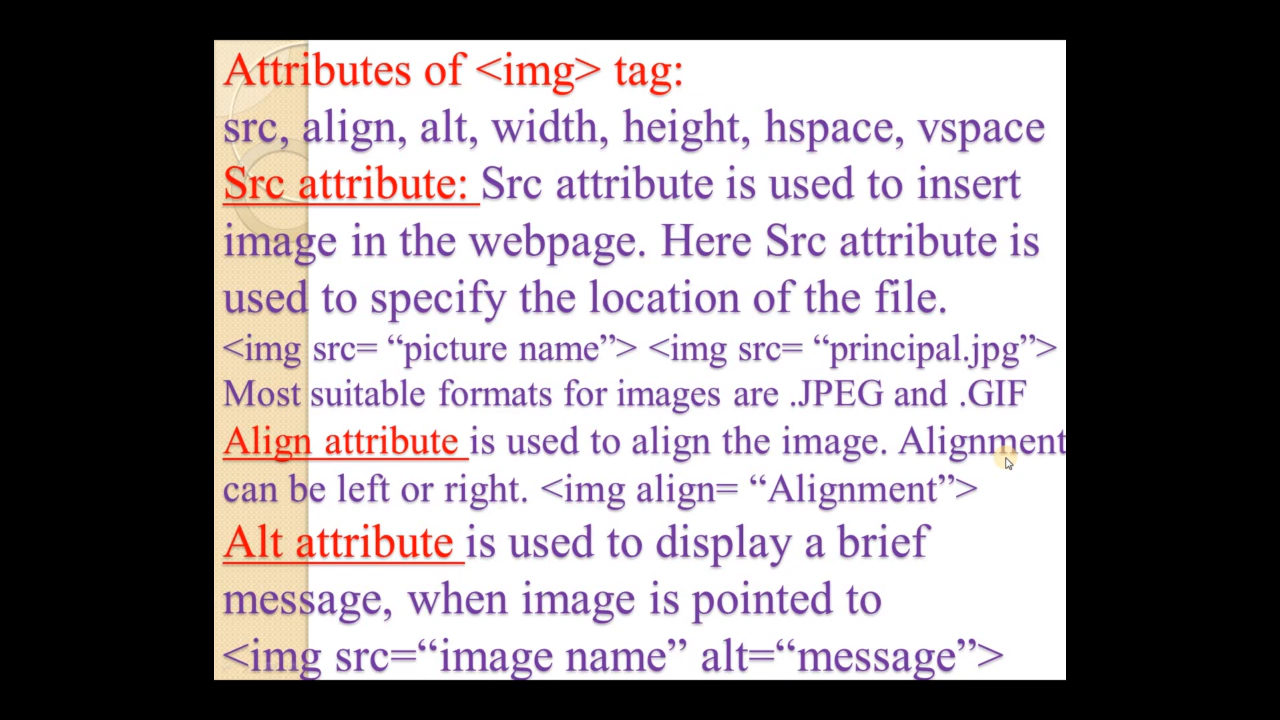 Attributes of <img> tag:
src, align, alt, width, height, hspace, vspace
Src attribute: Src attribute is used to insert
image in the webpage. Here Src attribute is
used to specify the location of the file.
<img src= “picture name”> <img src= “principal.jpg”>
Most suitable formats for images are .JPEG and .GIF
Align attribute is used to align the image. Alignment
can be left or right. <img align= “Alignment”>
Alt attribute is used to display a brief
message, when image is pointed to
<img src=“image name” alt=“message”>